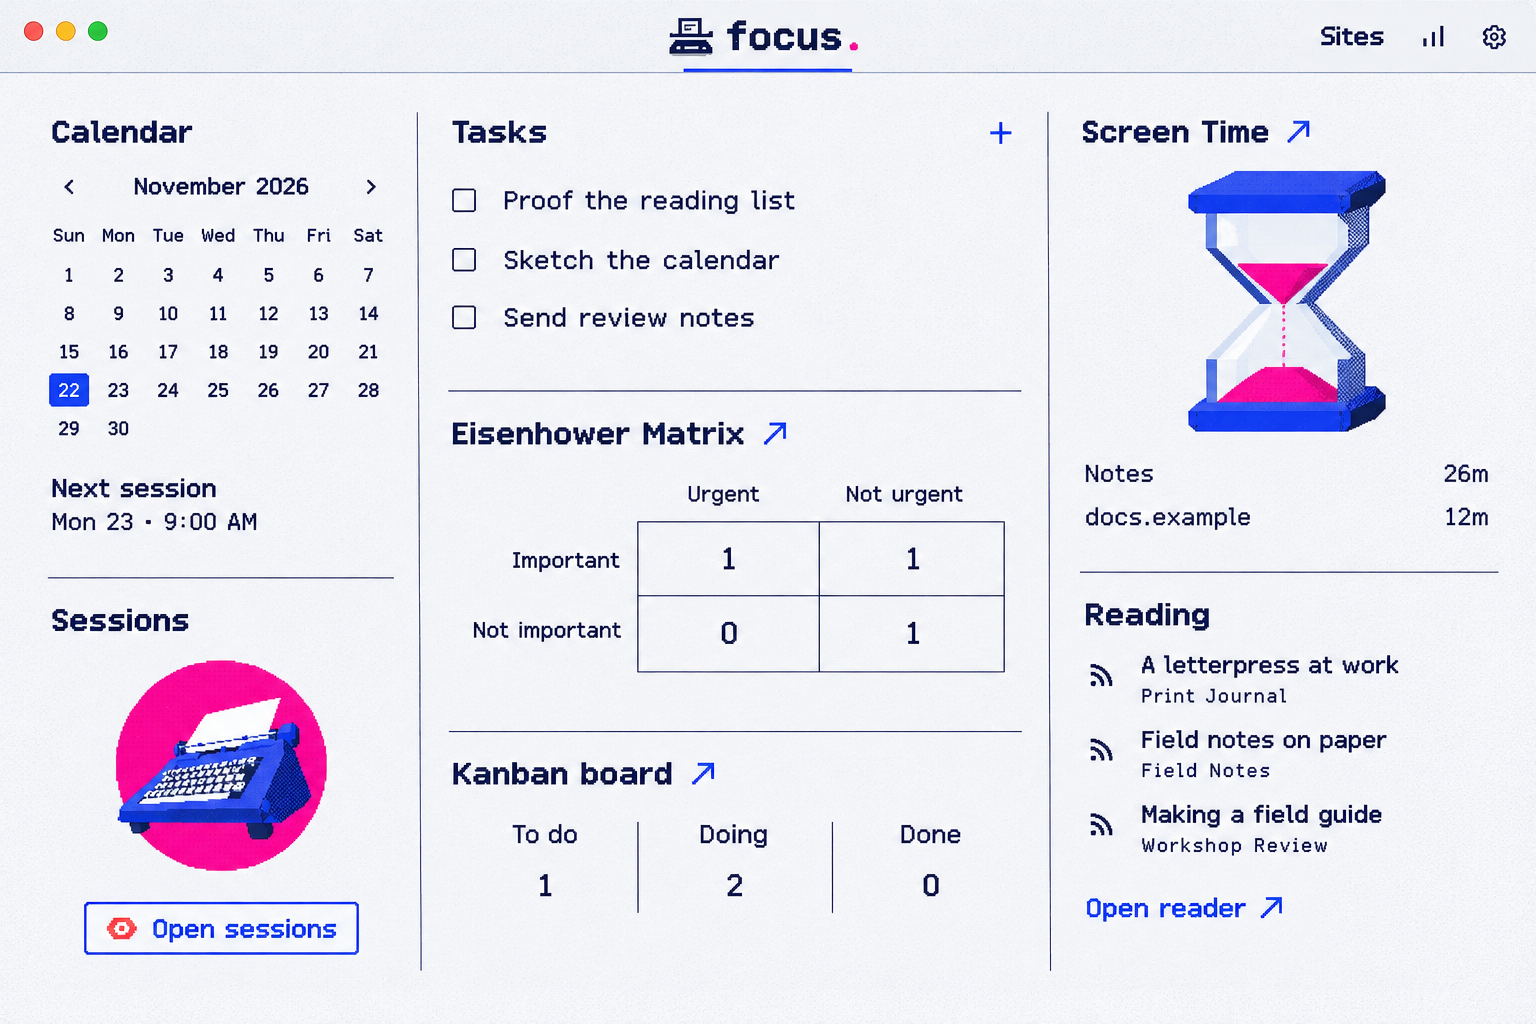 focus.
Sites
Calendar
November 2026
Sun Mon Tue Wed Thu Fri Sat
1 2 3 4 5 6 7
8 9 10 11 12 13 14
15 16 17 18 19 20 21
22 23 24 25 26 27 28
29 30
Next session
Mon 23 · 9:00 AM
Sessions
Open sessions
Tasks
Proof the reading list
Sketch the calendar
Send review notes
Eisenhower Matrix
Urgent Not urgent
Important 1 1
Not important 0 1
Kanban board
To do Doing Done
1 2 0
Screen Time
Notes 26m
docs.example 12m
Reading
A letterpress at work
Print Journal
Field notes on paper
Field Notes
Making a field guide
Workshop Review
Open reader